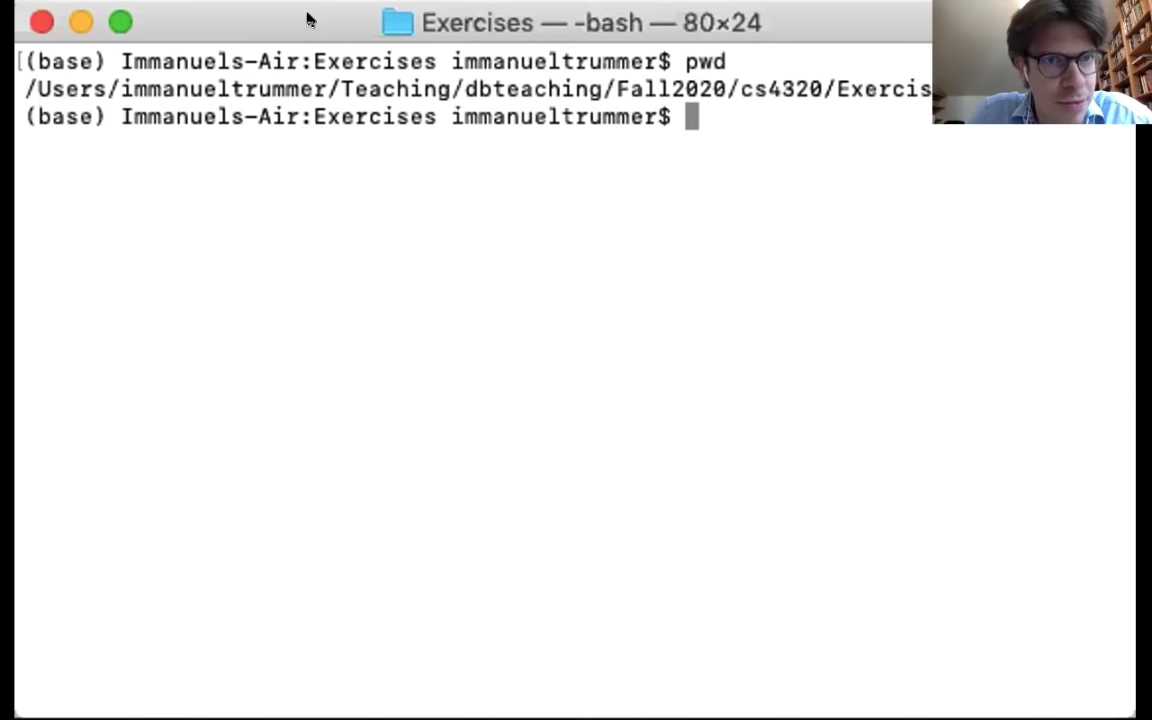 Exercises — -bash — 80×24
[(base) Immanuels-Air:Exercises immanueltrummer$ pwd
/Users/immanueltrummer/Teaching/dbteaching/Fall2020/cs4320/Exercis
(base) Immanuels-Air:Exercises immanueltrummer$